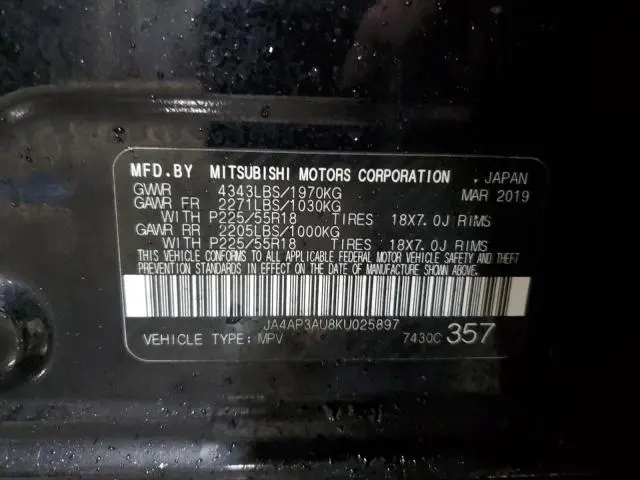 MFD.BY MITSUBISHI MOTORS CORPORATION . JAPAN
GVWR 4343LBS/1970KG MAR 2019
GAWR FR 2271LBS/1030KG
WITH P225/55R18 TIRES 18X7.0J RIMS
GAWR RR 2205LBS/1000KG
WITH P225/55R18 TIRES 18X7.0J RIMS
THIS VEHICLE CONFORMS TO ALL APPLICABLE FEDERAL MOTOR VEHICLE SAFETY AND THEFT
PREVENTION STANDARDS IN EFFECT ON THE DATE OF MANUFACTURE SHOWN ABOVE.
JA4AP3AU8KU025897
VEHICLE TYPE: MPV 7430C 357